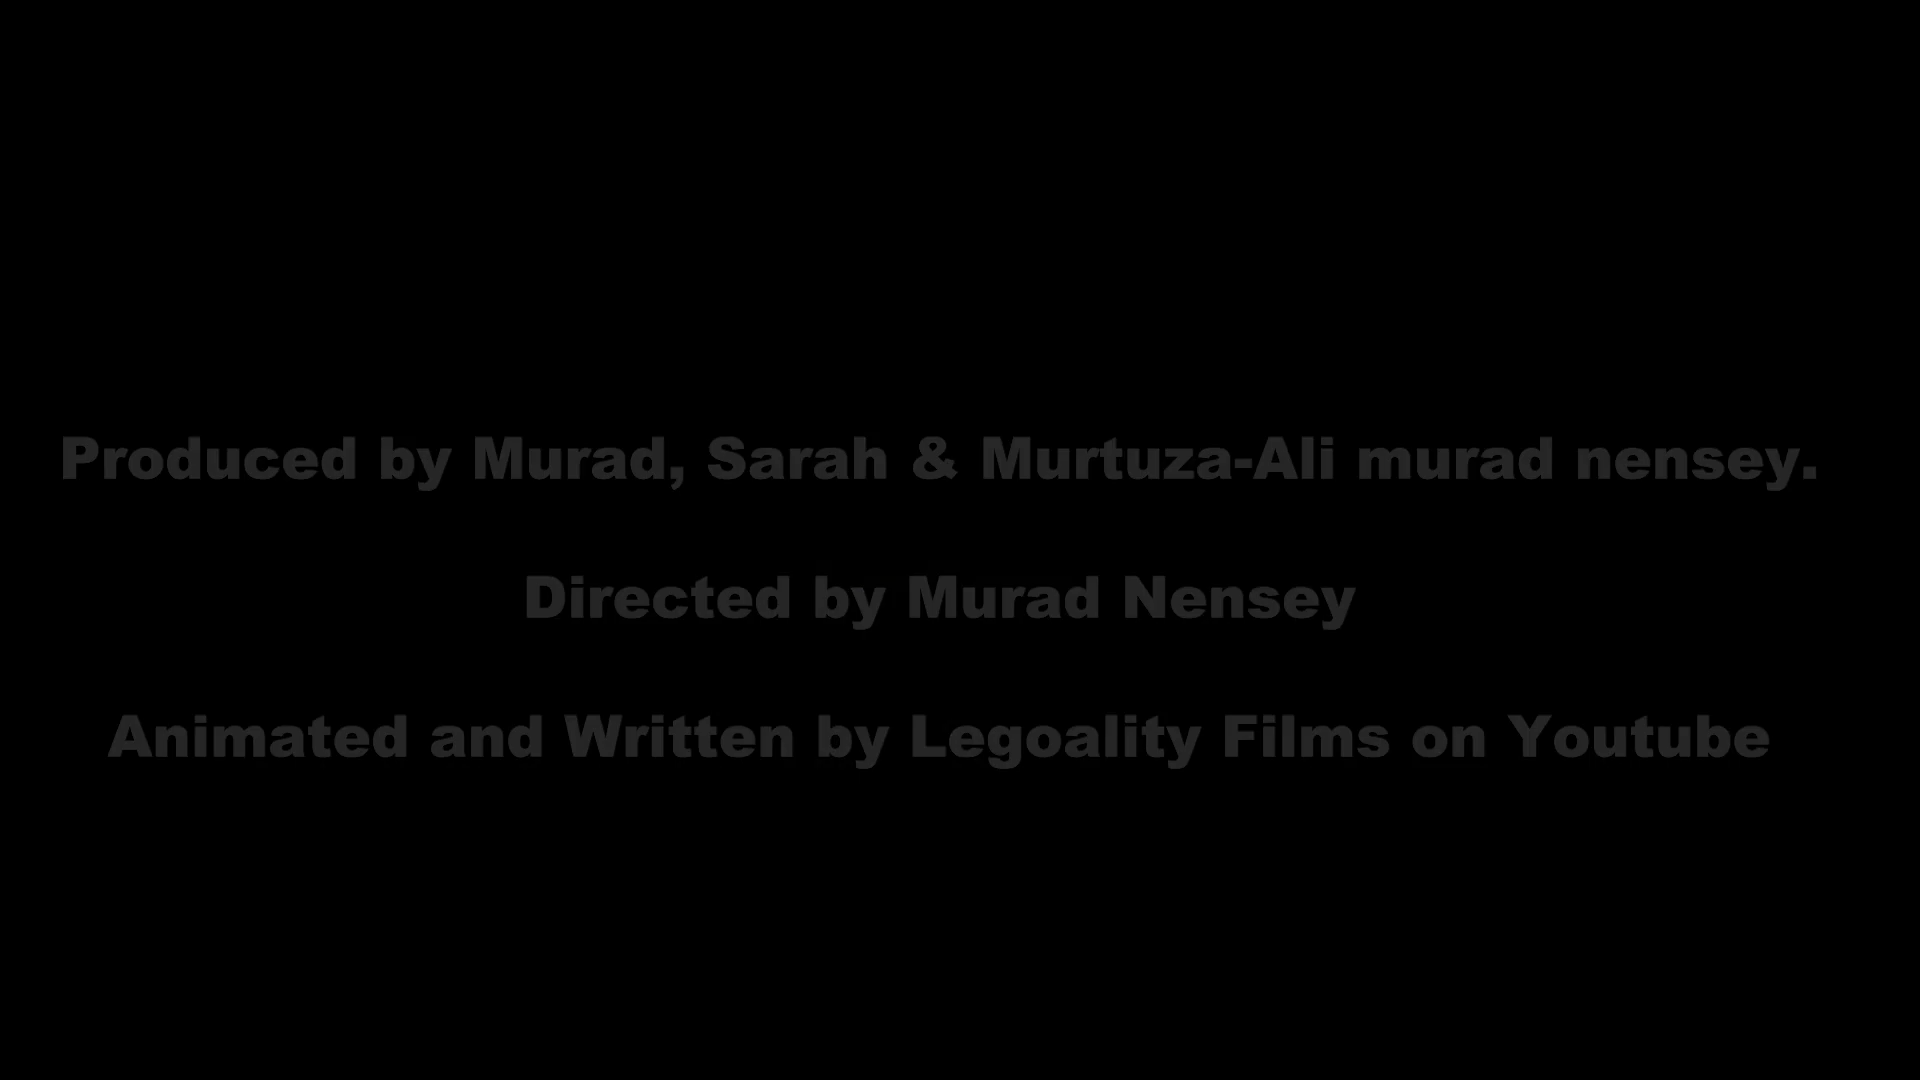 Produced by Murad, Sarah & Murtuza-Ali murad nensey.
Directed by Murad Nensey
Animated and Written by Legoality Films on Youtube